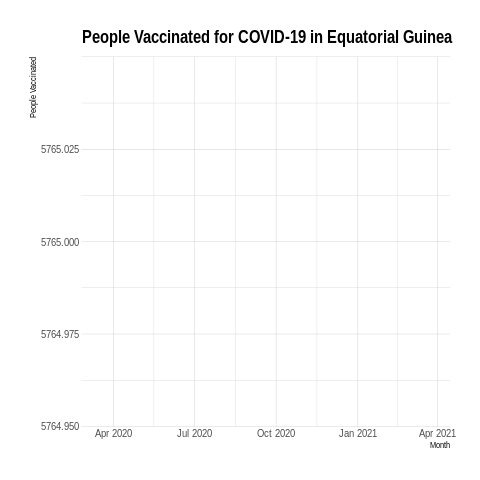 People Vaccinated for COVID-19 in Equatorial Guinea
People Vaccinated
5765.025
5765.000
5764.975
5764.950
Apr 2020 Jul 2020 Oct 2020 Jan 2021 Apr 2021
Month